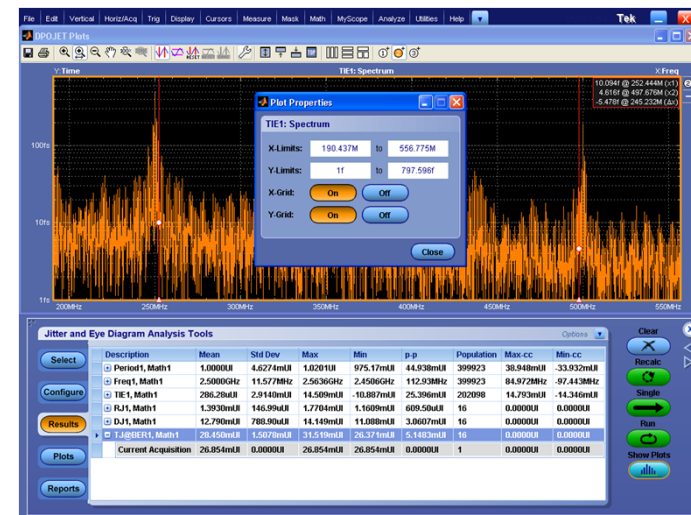 File Edit Vertical Horiz/Acq Trig Display Cursors Measure Mask Math MyScope Analyze Utilities Help Tek
DPOJET Plots
RESET
Y:Time TIE1: Spectrum X:Freq
10.094f @ 252.444M (x1)
4.616f @ 497.676M (x2)
-5.478f @ 245.232M (Δx)
Plot Properties
TIE1: Spectrum
X-Limits: 190.437M to 556.775M
Y-Limits: 1f to 797.596f
X-Grid: On Off
Y-Grid: On Off
Close
100fs
10fs
1fs
200MHz 250MHz 300MHz 350MHz 400MHz 450MHz 500MHz 550MHz
Jitter and Eye Diagram Analysis Tools Options Clear
Select Configure Results Plots Reports
Description Mean Std Dev Max Min p-p Population Max-cc Min-cc
Period1, Math1 1.0000UI 4.6274mUI 1.0201UI 975.17mUI 44.938mUI 399923 38.948mUI -33.932mUI
Freq1, Math1 2.5000GHz 11.577MHz 2.5636GHz 2.4506GHz 112.93MHz 399923 84.972MHz -97.443MHz
TIE1, Math1 286.28uUI 2.9140mUI 14.509mUI -10.887mUI 25.396mUI 202098 14.793mUI -14.346mUI
RJ1, Math1 1.3930mUI 146.99uUI 1.7704mUI 1.1609mUI 609.50uUI 16 0.0000UI 0.0000UI
DJ1, Math1 12.790mUI 788.90uUI 14.149mUI 11.088mUI 3.0607mUI 16 0.0000UI 0.0000UI
TJ@BER1, Math1 28.450mUI 1.5078mUI 31.519mUI 26.371mUI 5.1483mUI 16 0.0000UI 0.0000UI
Current Acquisition 26.854mUI 0.0000UI 26.854mUI 26.854mUI 0.0000UI 1 0.0000UI 0.0000UI
Recalc
Single
Run
Show Plots